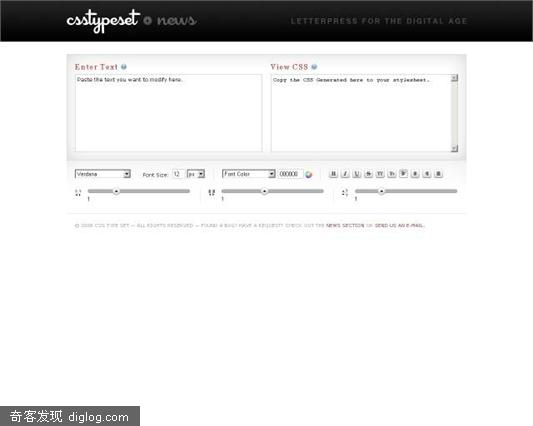 csstypeset + news
LETTERPRESS FOR THE DIGITAL AGE
Enter Text
View CSS
Paste the text you want to modify here.
Copy the CSS Generated here to your stylesheet.
Verdana
Font Size: 12 px
Font Color 000000
B I U S
1
1
1
© 2008 CSS TYPE SET — ALL RIGHTS RESERVED — FOUND A BUG? HAVE A REQUEST? CHECK OUT THE NEWS SECTION OR SEND US AN E-MAIL.
奇客发现 diglog.com